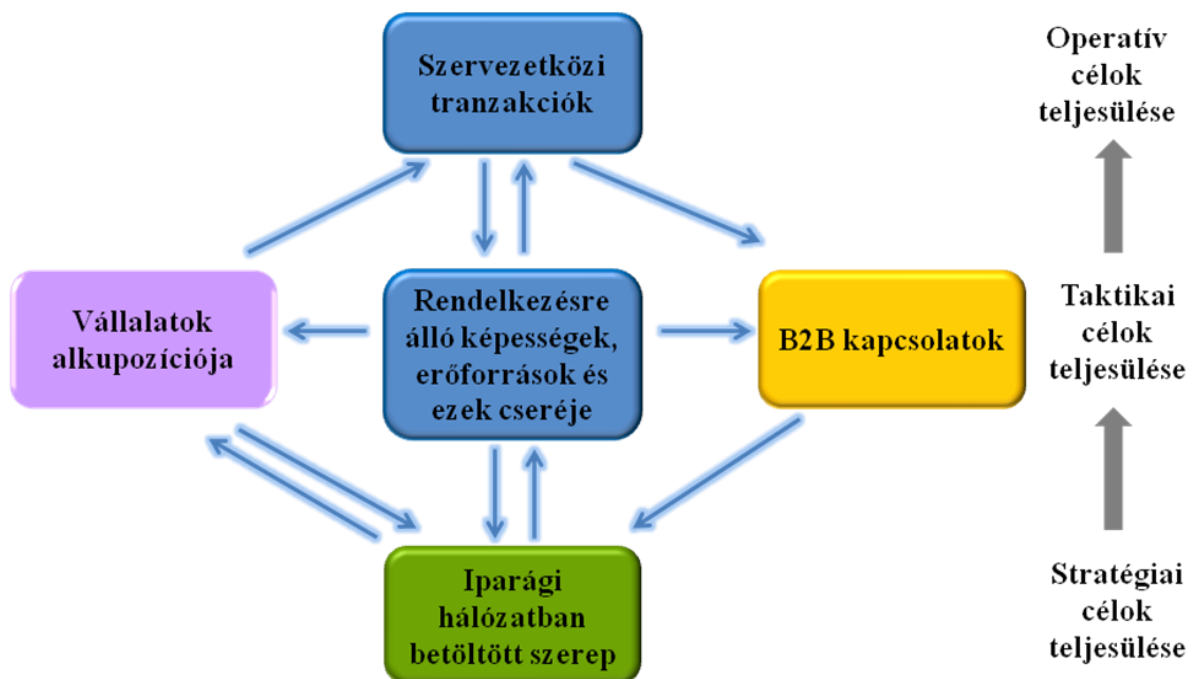 Szervezetközi
tranzakciók
Operatív
célok
teljesülése
Vállalatok
alkupozíciója
Rendelkezésre
álló képességek,
erőforrások és
ezek cseréje
B2B kapcsolatok
Taktikai
célok
teljesülése
Iparági
hálózatban
betöltött szerep
Stratégiai
célok
teljesülése